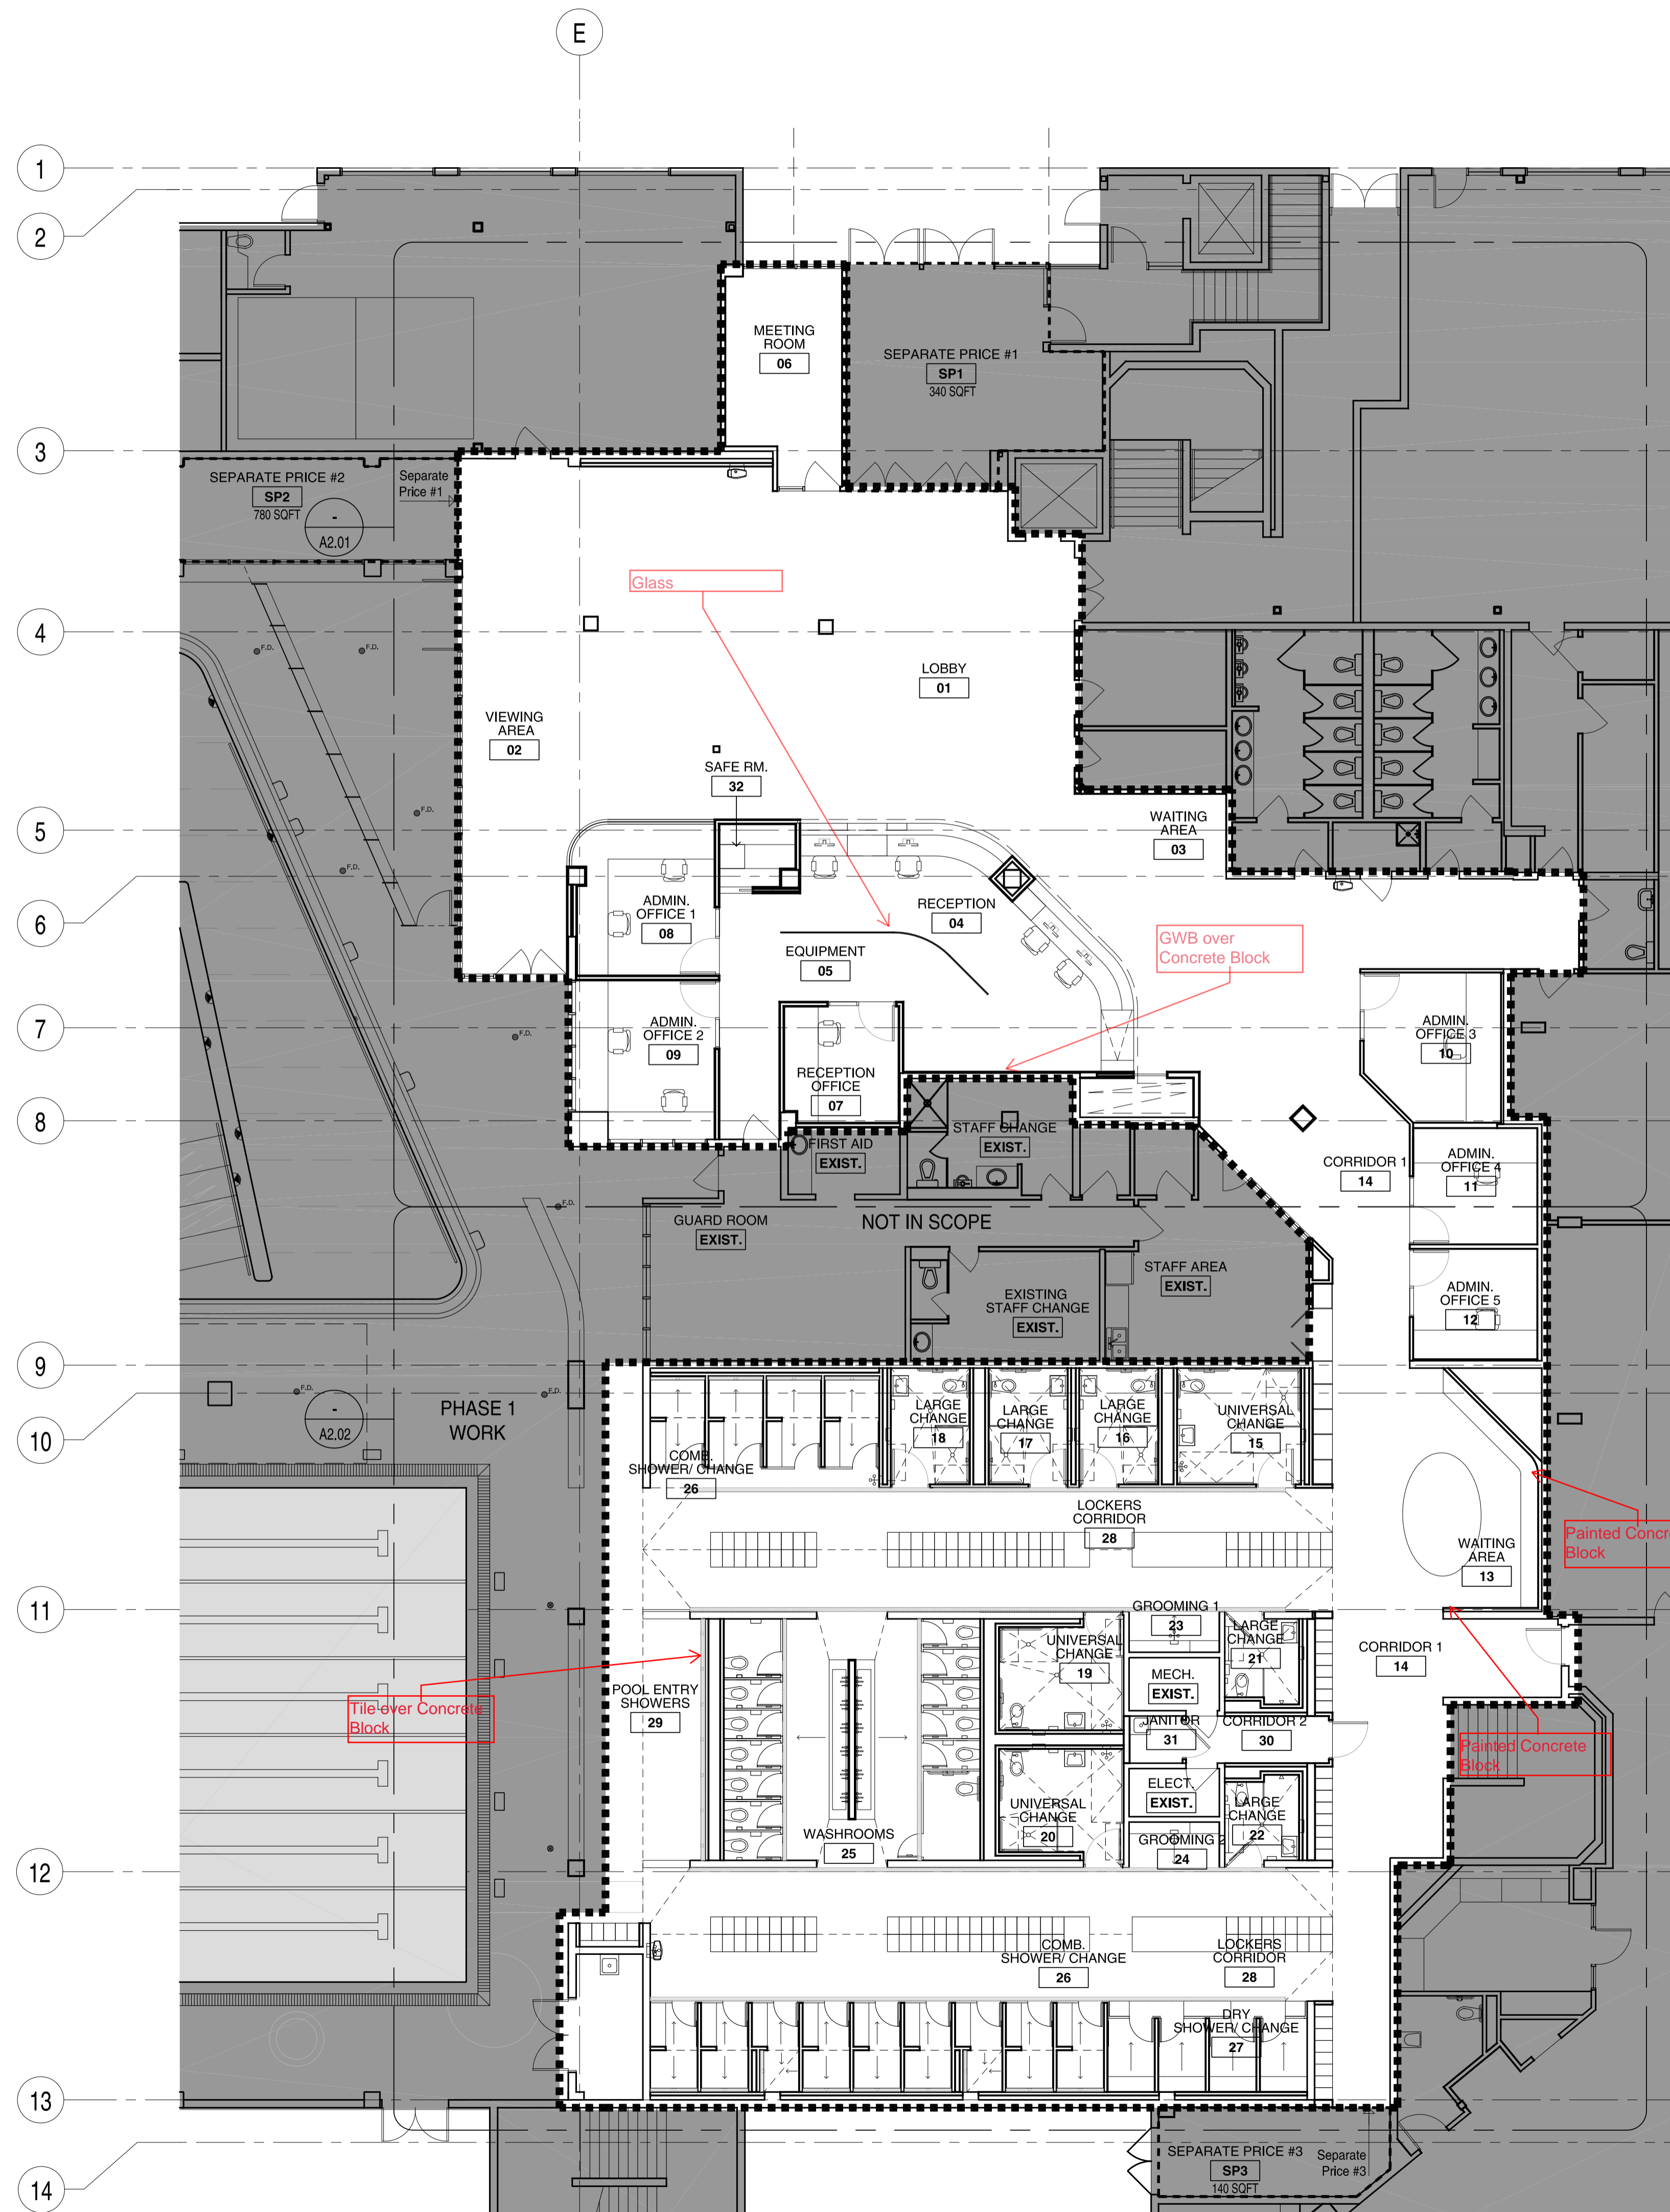 E
1
2
MEETING
ROOM
06
SEPARATE PRICE #1
SP1
340 SQFT
3
SEPARATE PRICE #2
SP2
780 SQFT
Separate
Price #1
-
A2.01
Glass
4
F.D.
F.D.
LOBBY
01
VIEWING
AREA
02
SAFE RM.
32
F.D.
5
WAITING
AREA
03
F.D.
6
ADMIN.
OFFICE 1
08
RECEPTION
04
EQUIPMENT
05
GWB over
Concrete Block
7
F.D.
ADMIN.
OFFICE 2
09
ADMIN.
OFFICE 3
10
RECEPTION
OFFICE
07
8
FIRST AID
EXIST.
STAFF CHANGE
EXIST.
CORRIDOR 1
14
ADMIN.
OFFICE 4
11
F.D.
GUARD ROOM
EXIST.
NOT IN SCOPE
STAFF AREA
EXIST.
EXISTING
STAFF CHANGE
EXIST.
ADMIN.
OFFICE 5
12
9
F.D.
F.D.
-
A2.02
PHASE 1
WORK
10
LARGE
CHANGE
18
LARGE
CHANGE
17
LARGE
CHANGE
16
UNIVERSAL
CHANGE
15
COMB.
SHOWER/ CHANGE
26
LOCKERS
CORRIDOR
28
Painted Concre
Block
WAITING
AREA
13
11
GROOMING 1
23
LARGE
CHANGE
21
UNIVERSAL
CHANGE
19
CORRIDOR 1
14
MECH.
EXIST.
POOL ENTRY
SHOWERS
29
Tile over Concrete
Block
JANITOR
31
CORRIDOR 2
30
Painted Concrete
Block
ELECT.
EXIST.
UNIVERSAL
CHANGE
20
LARGE
CHANGE
22
WASHROOMS
25
GROOMING 2
24
12
COMB.
SHOWER/ CHANGE
26
LOCKERS
CORRIDOR
28
DRY
SHOWER/ CHANGE
27
13
14
SEPARATE PRICE #3
SP3
140 SQFT
Separate
Price #3